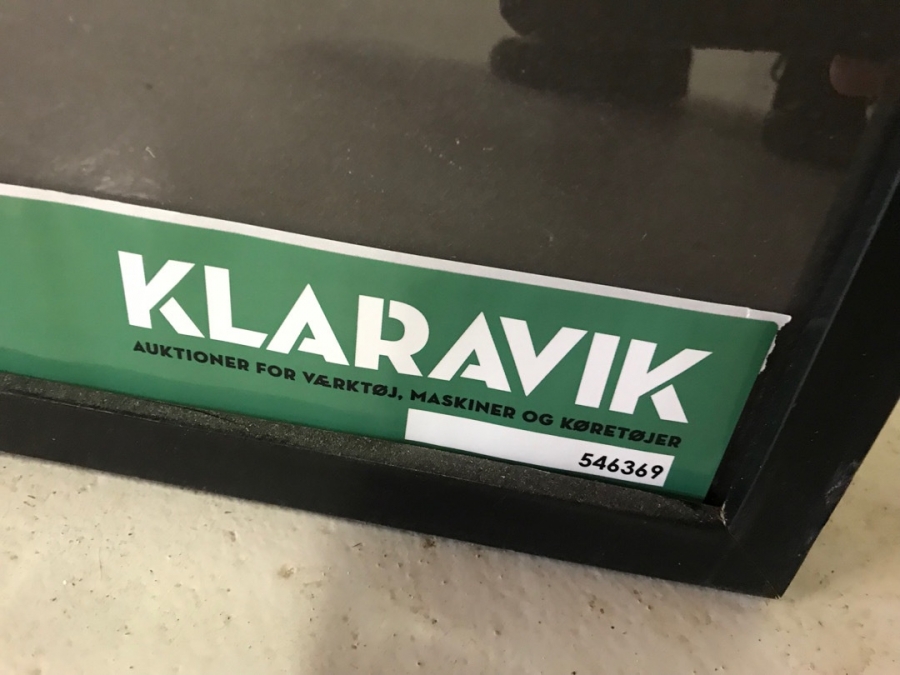 KLARAVIK
AUKTIONER FOR VÆRKTØJ, MASKINER OG KØRETØJER
546369